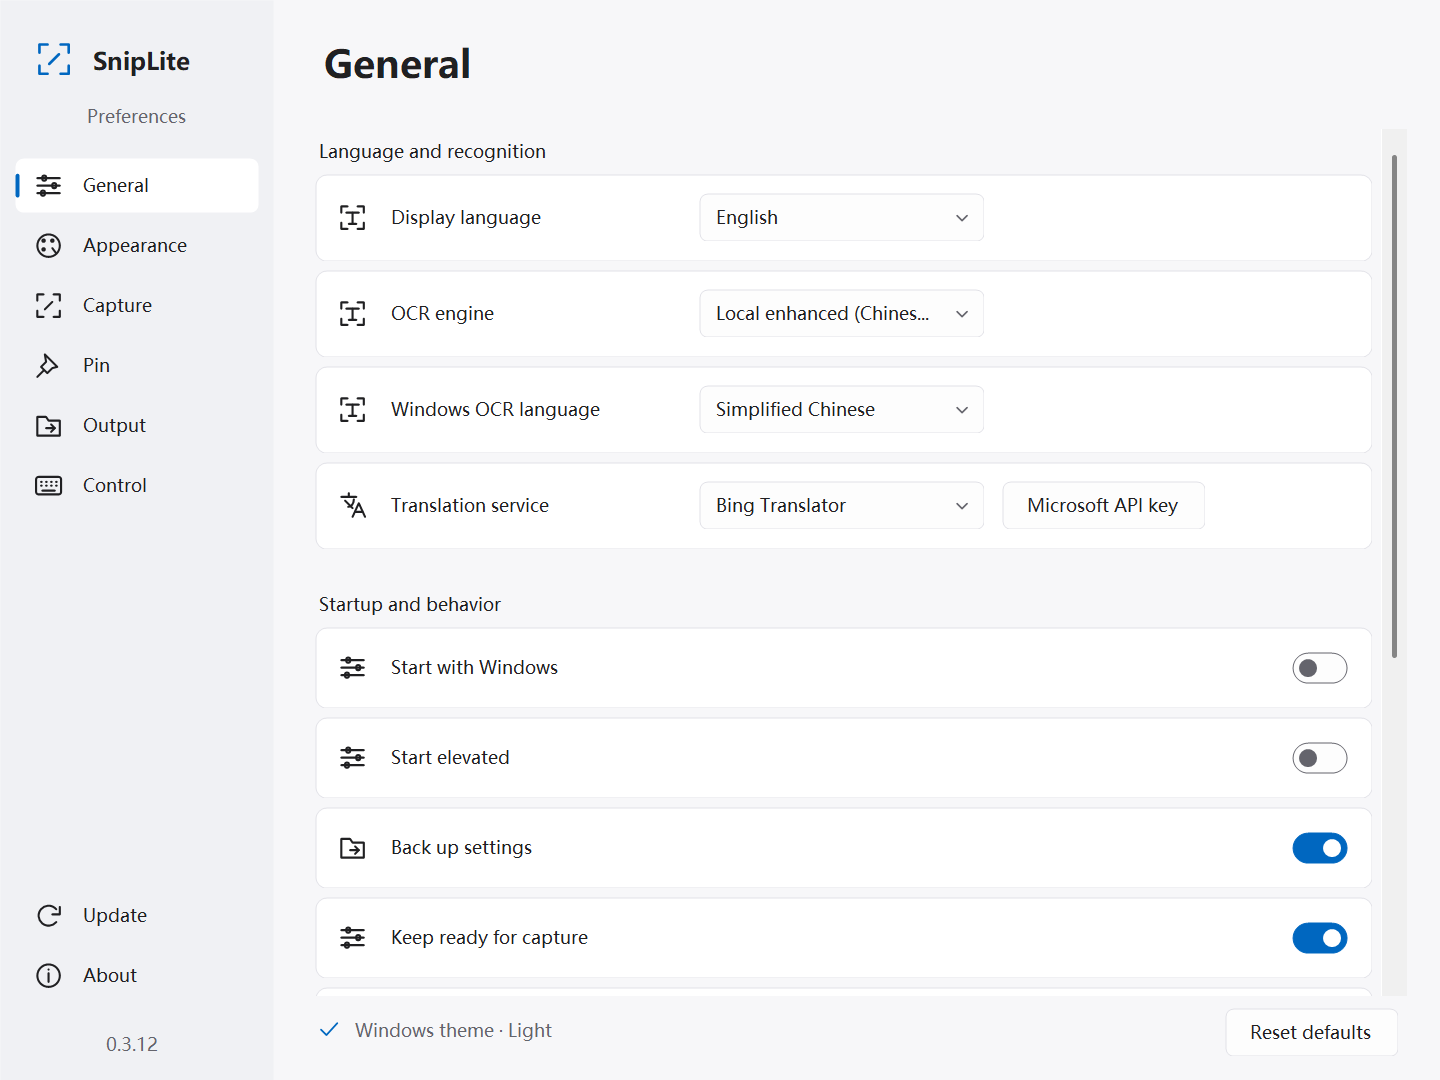 SnipLite
Preferences
General
Appearance
Capture
Pin
Output
Control
Update
About
0.3.12
General
Language and recognition
Display language
English
OCR engine
Local enhanced (Chines...
Windows OCR language
Simplified Chinese
Translation service
Bing Translator
Microsoft API key
Startup and behavior
Start with Windows
Start elevated
Back up settings
Keep ready for capture
Windows theme · Light
Reset defaults